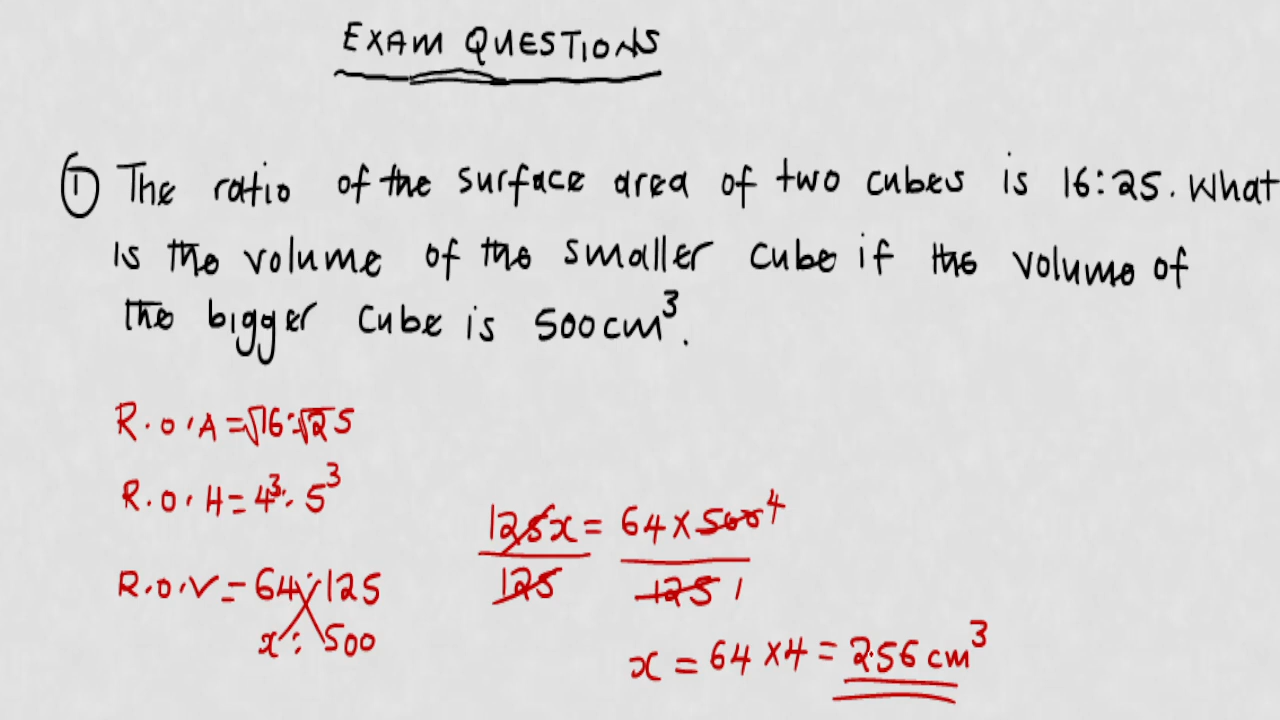 EXAM QUESTIONS
① The ratio of the surface area of two cubes is 16:25. What
is the volume of the smaller cube if the volume of
the bigger cube is 500cm³.
R.O.A = √16:√25
R.O.H = 4³: 5³
R.O.V = 64:125
x : 500
125x = 64 × 500 4
125 125 1
x = 64 × 4 = 2.56 cm³